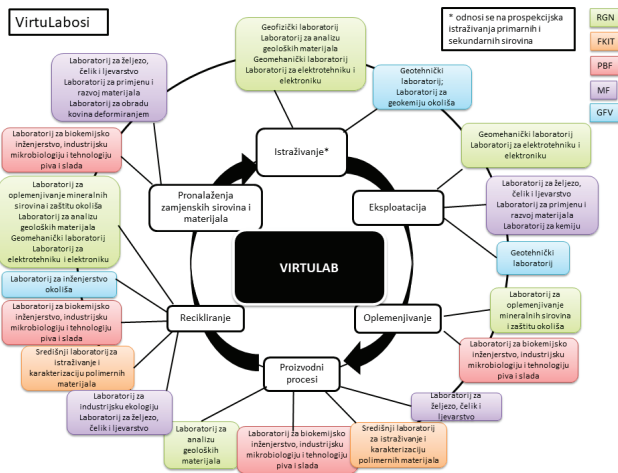 VirtuLabosi
Geofizički laboratorij
Laboratorij za analizu
geoloških materijala
Geomehanički laboratorij
Laboratorij za elektrotehniku i
elektroniku
* odnosi se na prospekcijska
istraživanja primarnih i
sekundarnih sirovina
RGN
FKIT
PBF
MF
GFV
Laboratorij za željezo,
čelik i ljevarstvo
Laboratorij za primjenu i
razvoj materijala
Laboratorij za obradu
kovina deformiranjem
Geotehnički
laboratorij;
Laboratorij za
geokemiju okoliša
Laboratorij za biokemijsko
inženjerstvo, industrijsku
mikrobiologiju i tehnologiju
piva i slada
Istraživanje*
Geomehanički laboratorij
Laboratorij za elektrotehniku i
elektroniku
Laboratorij za
oplemenjivanje mineralnih
sirovina i zaštitu okoliša
Laboratorij za analizu
geoloških materijala
Geomehanički laboratorij
Laboratorij za
elektrotehniku i elektroniku
Pronalaženja
zamjenskih sirovina i
materijala
Eksploatacija
Laboratorij za željezo,
čelik i ljevarstvo
Laboratorij za primjenu i
razvoj materijala
Laboratorij za kemiju
VIRTULAB
Geotehnički
laboratorij
Laboratorij za inženjerstvo
okoliša
Recikliranje
Oplemenjivanje
Laboratorij za
oplemenjivanje
mineralnih sirovina
i zaštitu okoliša
Laboratorij za biokemijsko
inženjerstvo, industrijsku
mikrobiologiju i tehnologiju
piva i slada
Laboratorij za biokemijsko
inženjerstvo, industrijsku
mikrobiologiju i tehnologiju
piva i slada
Središnji laboratorij za
istraživanje i
karakterizaciju polimernih
materijala
Proizvodni
procesi
Laboratorij za
industrijsku ekologiju
Laboratorij za željezo,
čelik i ljevarstvo
Laboratorij za
željezo, čelik i
ljevarstvo
Laboratorij za
analizu
geoloških
materijala
Laboratorij za biokemijsko
inženjerstvo, industrijsku
mikrobiologiju i tehnologiju
piva i slada
Središnji laboratorij
za istraživanje i
karakterizaciju
polimernih materijala